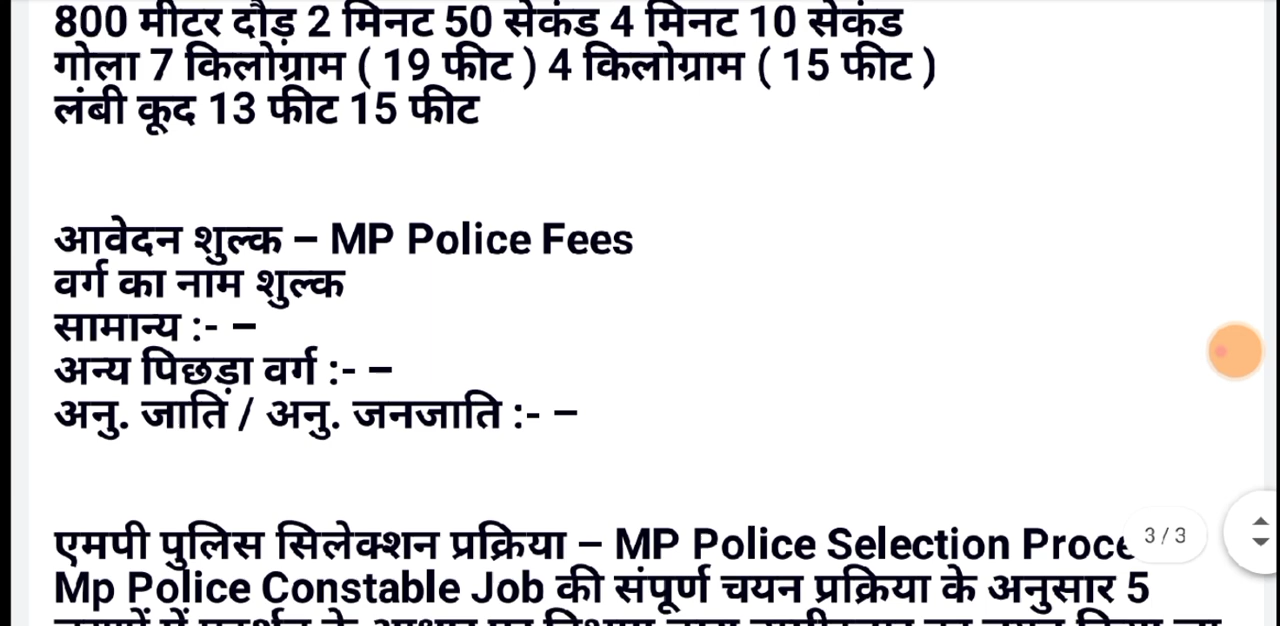 800 मीटर दौड़ 2 मिनट 50 सेकंड 4 मिनट 10 सेकंड
गोला 7 किलोग्राम ( 19 फीट ) 4 किलोग्राम ( 15 फीट )
लंबी कूद 13 फीट 15 फीट
आवेदन शुल्क – MP Police Fees
वर्ग का नाम शुल्क
सामान्य :- –
अन्य पिछड़ा वर्ग :- –
अनु. जाति / अनु. जनजाति :- –
एमपी पुलिस सिलेक्शन प्रक्रिया – MP Police Selection Proce
3 / 3
Mp Police Constable Job की संपूर्ण चयन प्रक्रिया के अनुसार 5